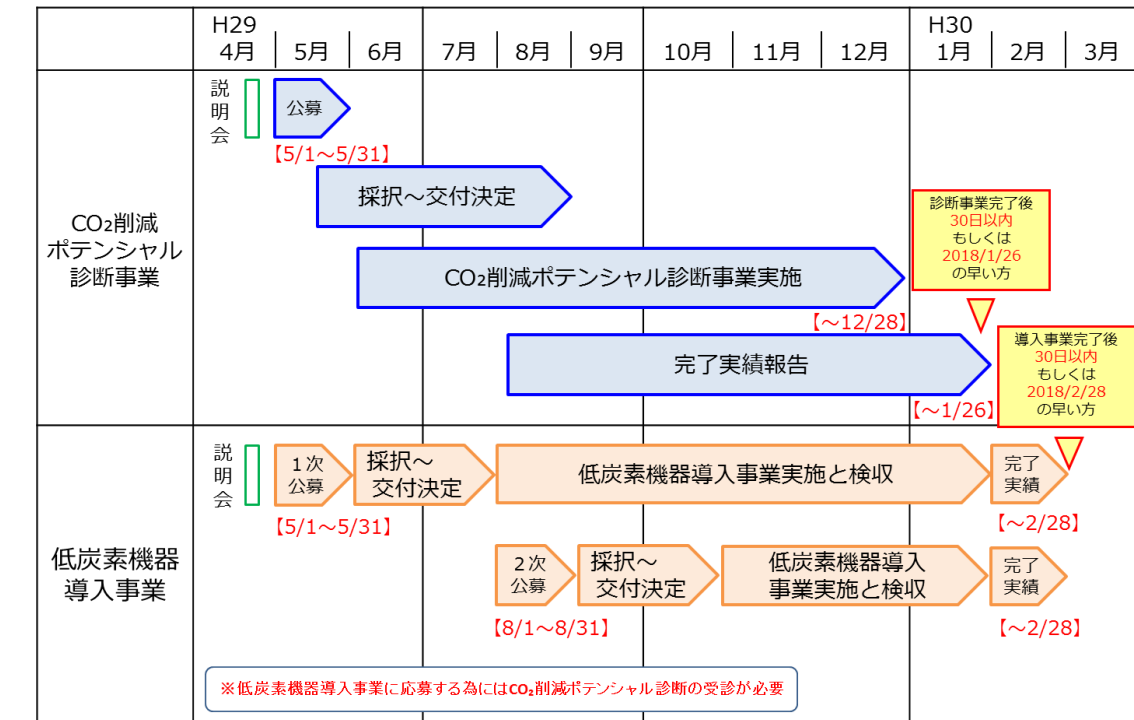 H29
4月 5月 6月 7月 8月 9月 10月 11月 12月
H30
1月 2月 3月
CO₂削減
ポテンシャル
診断事業
説
明
会
公募
【5/1～5/31】
採択～交付決定
CO₂削減ポテンシャル診断事業実施
【～12/28】
完了実績報告
【～1/26】
診断事業完了後
30日以内
もしくは
2018/1/26
の早い方
導入事業完了後
30日以内
もしくは
2018/2/28
の早い方
低炭素機器
導入事業
説
明
会
１次
公募
【5/1～5/31】
採択～
交付決定
低炭素機器導入事業実施と検収
完了
実績
【～2/28】
２次
公募
【8/1～8/31】
採択～
交付決定
低炭素機器導入
事業実施と検収
完了
実績
【～2/28】
※低炭素機器導入事業に応募する為にはCO₂削減ポテンシャル診断の受診が必要